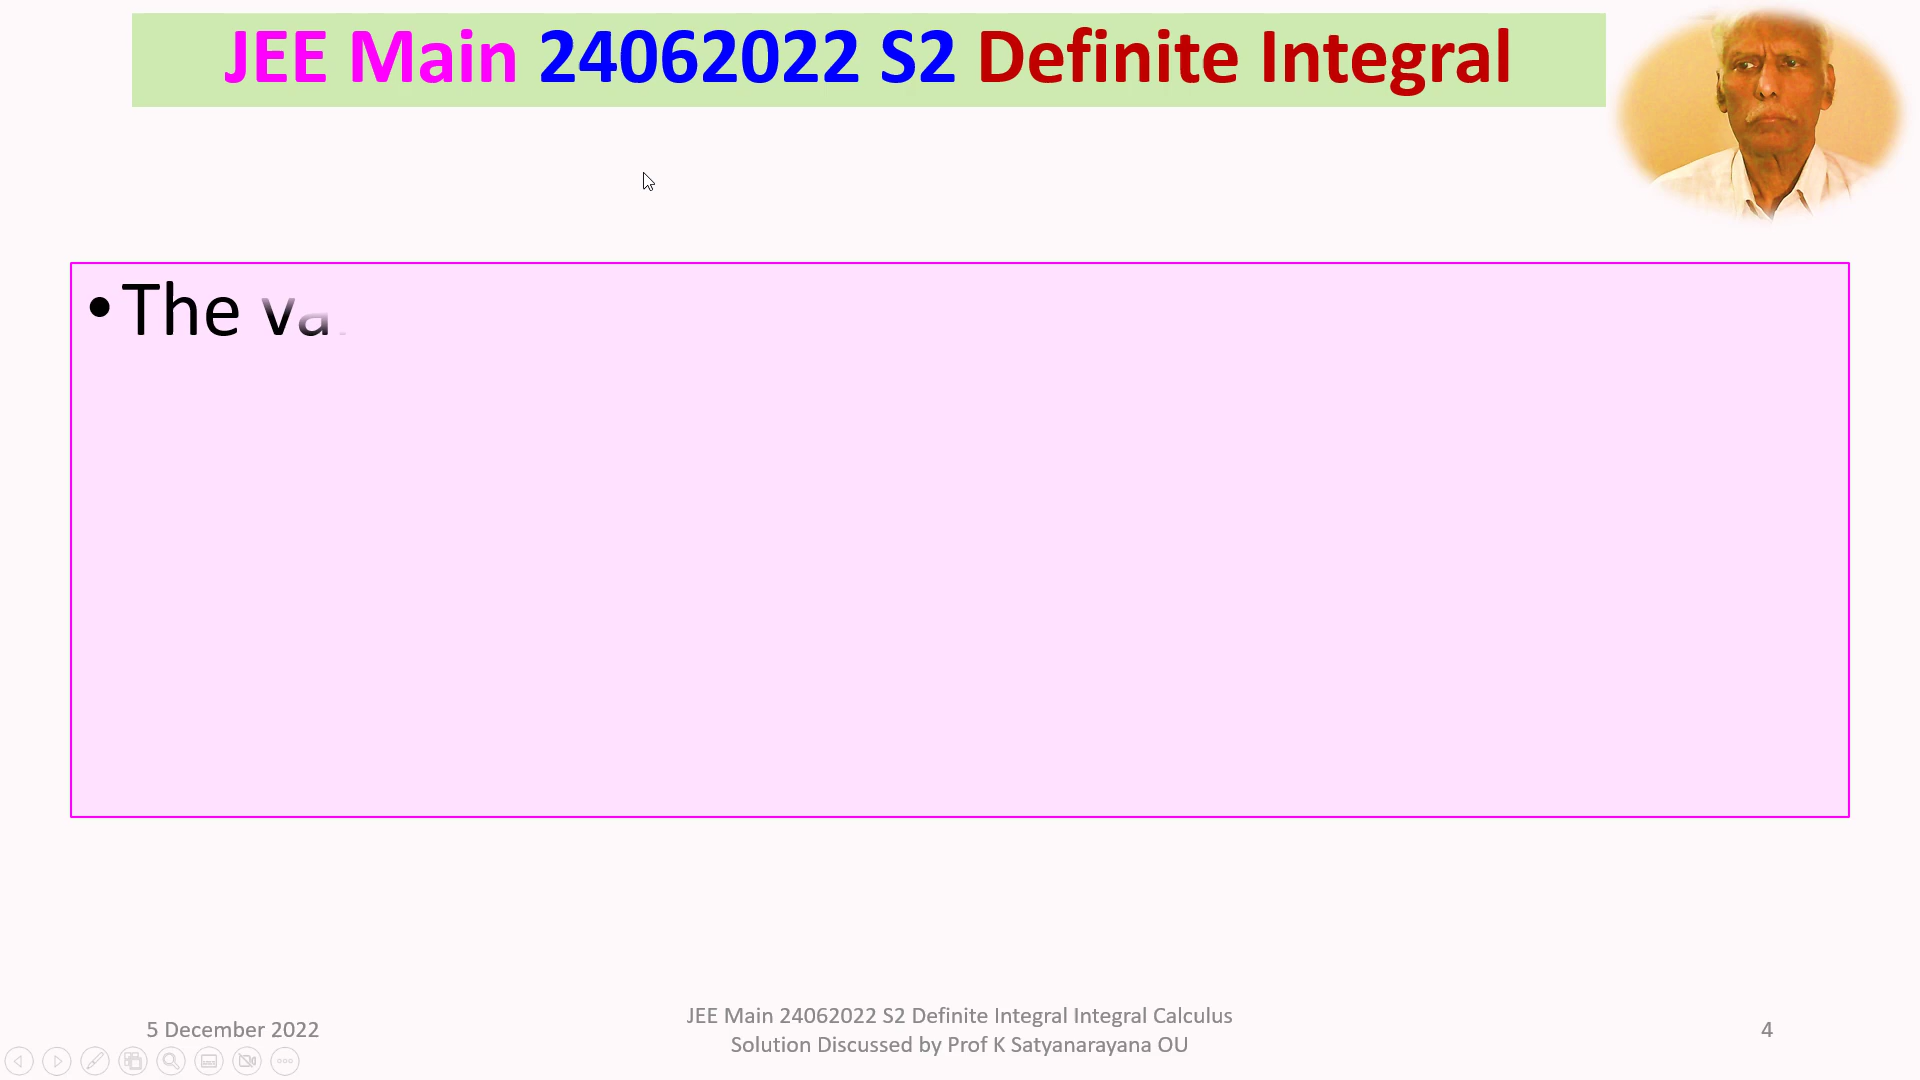 JEE Main 24062022 S2 Definite Integral
• The
5 December 2022
JEE Main 24062022 S2 Definite Integral Integral Calculus
Solution Discussed by Prof K Satyanarayana OU
4